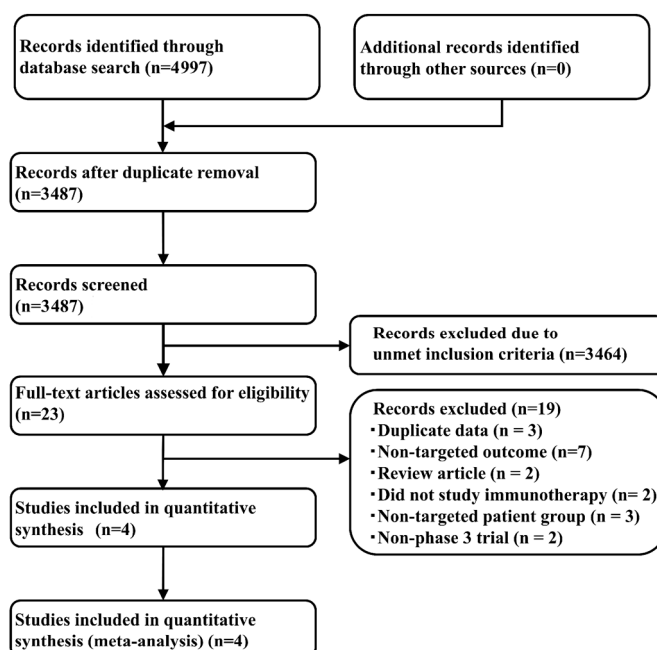 Records identified through
database search (n=4997)
Additional records identified
through other sources (n=0)
Records after duplicate removal
(n=3487)
Records screened
(n=3487)
Records excluded due to
unmet inclusion criteria (n=3464)
Full-text articles assessed for eligibility
(n=23)
Records excluded (n=19)
・Duplicate data (n = 3)
・Non-targeted outcome (n=7)
・Review article (n = 2)
・Did not study immunotherapy (n= 2)
・Non-targeted patient group (n = 3)
・Non-phase 3 trial (n = 2)
Studies included in quantitative
synthesis (n=4)
Studies included in quantitative
synthesis (meta-analysis) (n=4)